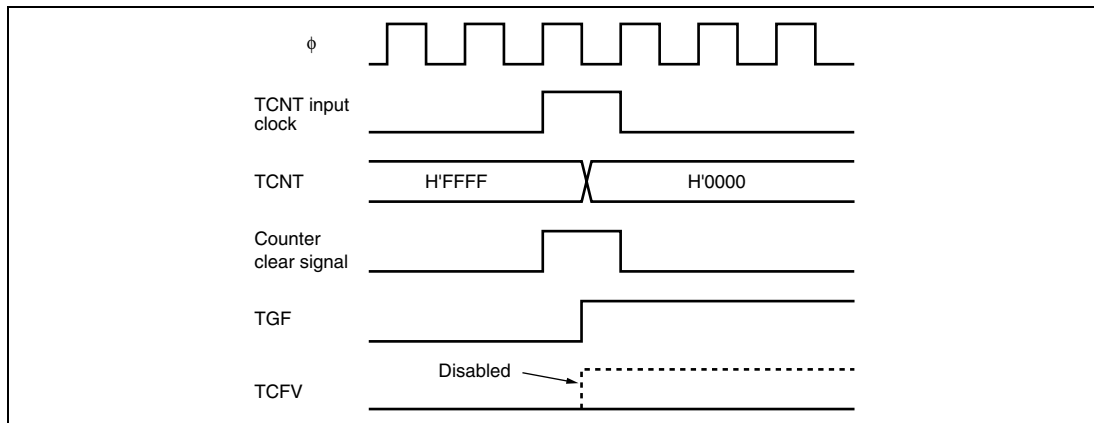 ϕ
TCNT input
clock
TCNT
H'FFFF
H'0000
Counter
clear signal
TGF
Disabled
TCFV